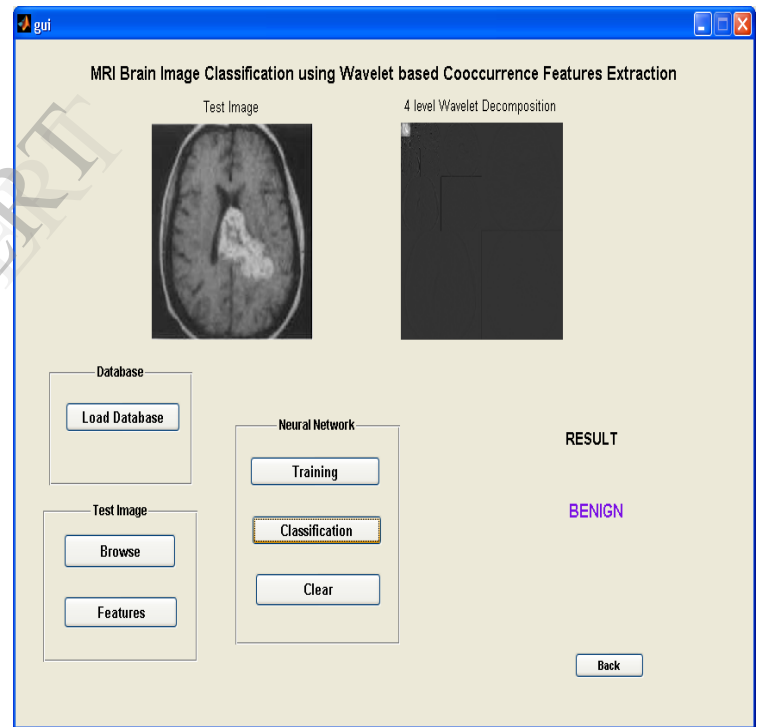 gui
MRI Brain Image Classification using Wavelet based Cooccurrence Features Extraction
Test Image
4 level Wavelet Decomposition
Database
Load Database
Neural Network
Training
Classification
Clear
RESULT
BENIGN
Test Image
Browse
Features
Back